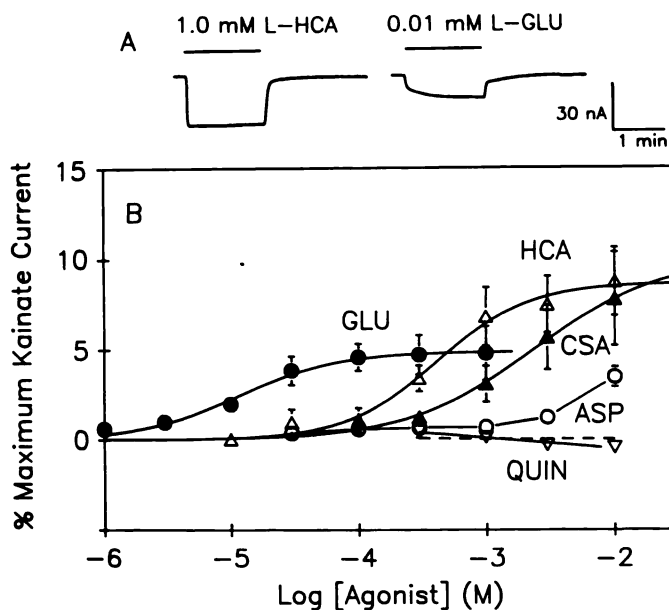 A
1.0 mM L-HCA
0.01 mM L-GLU
30 nA
1 min
B
% Maximum Kainate Current
15
10
5
0
GLU
HCA
CSA
ASP
QUIN
-6
-5
-4
-3
-2
Log [Agonist] (M)